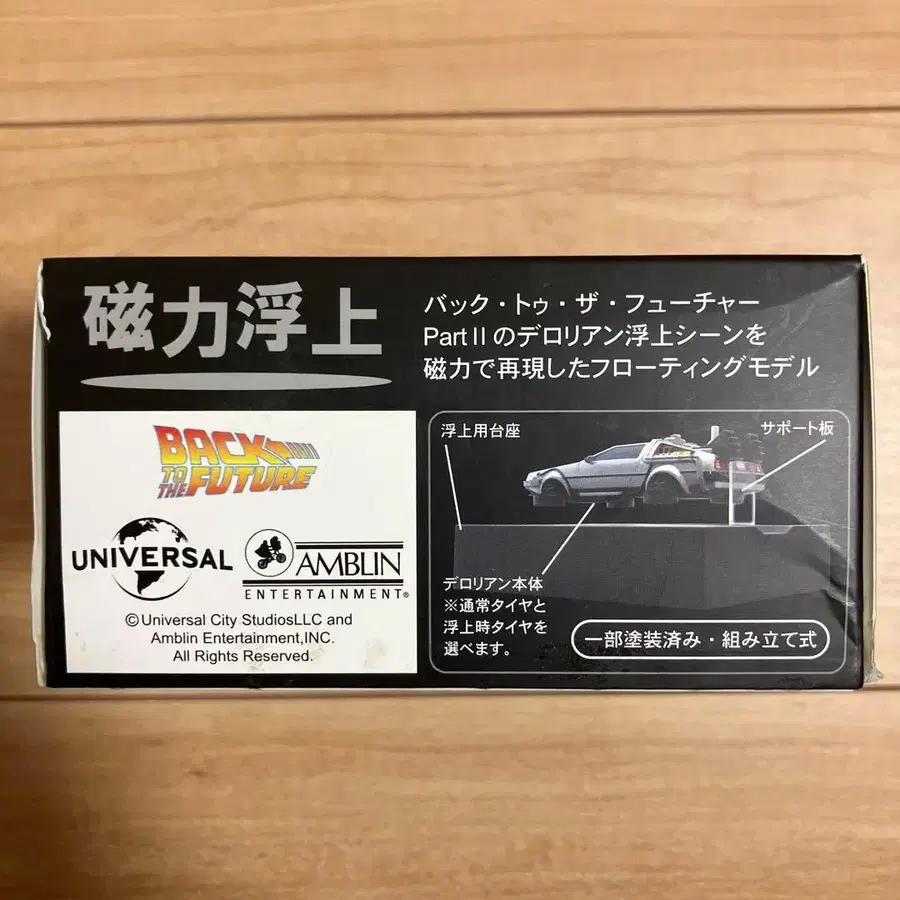 磁力浮上
バック・トゥ・ザ・フューチャー
Part II のデロリアン浮上シーンを
磁力で再現したフローティングモデル
BACK
TO THE FUTURE
UNIVERSAL
AMBLIN
ENTERTAINMENT®
©Universal City StudiosLLC and
Amblin Entertainment,INC.
All Rights Reserved.
浮上用台座
サポート板
デロリアン本体
※通常タイヤと
浮上時タイヤを
選べます。
一部塗装済み・組み立て式